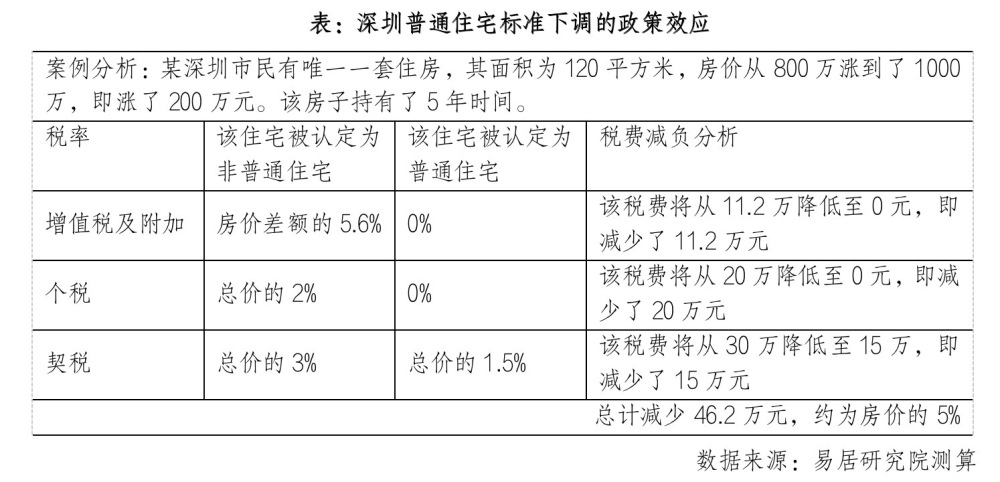 表：深圳普通住宅标准下调的政策效应
案例分析：某深圳市民有唯一一套住房，其面积为120平方米，房价从800万涨到了1000
万，即涨了200万元。该房子持有了5年时间。
税率
该住宅被认定为
非普通住宅
该住宅被认定为
普通住宅
税费减负分析
增值税及附加
房价差额的5.6%
0%
该税费将从11.2万降低至0元，即
减少了11.2万元
个税
总价的2%
0%
该税费将从20万降低至0元，即减
少了20万元
契税
总价的3%
总价的1.5%
该税费将从30万降低至15万，即
减少了15万元
总计减少46.2万元，约为房价的5%
数据来源：易居研究院测算